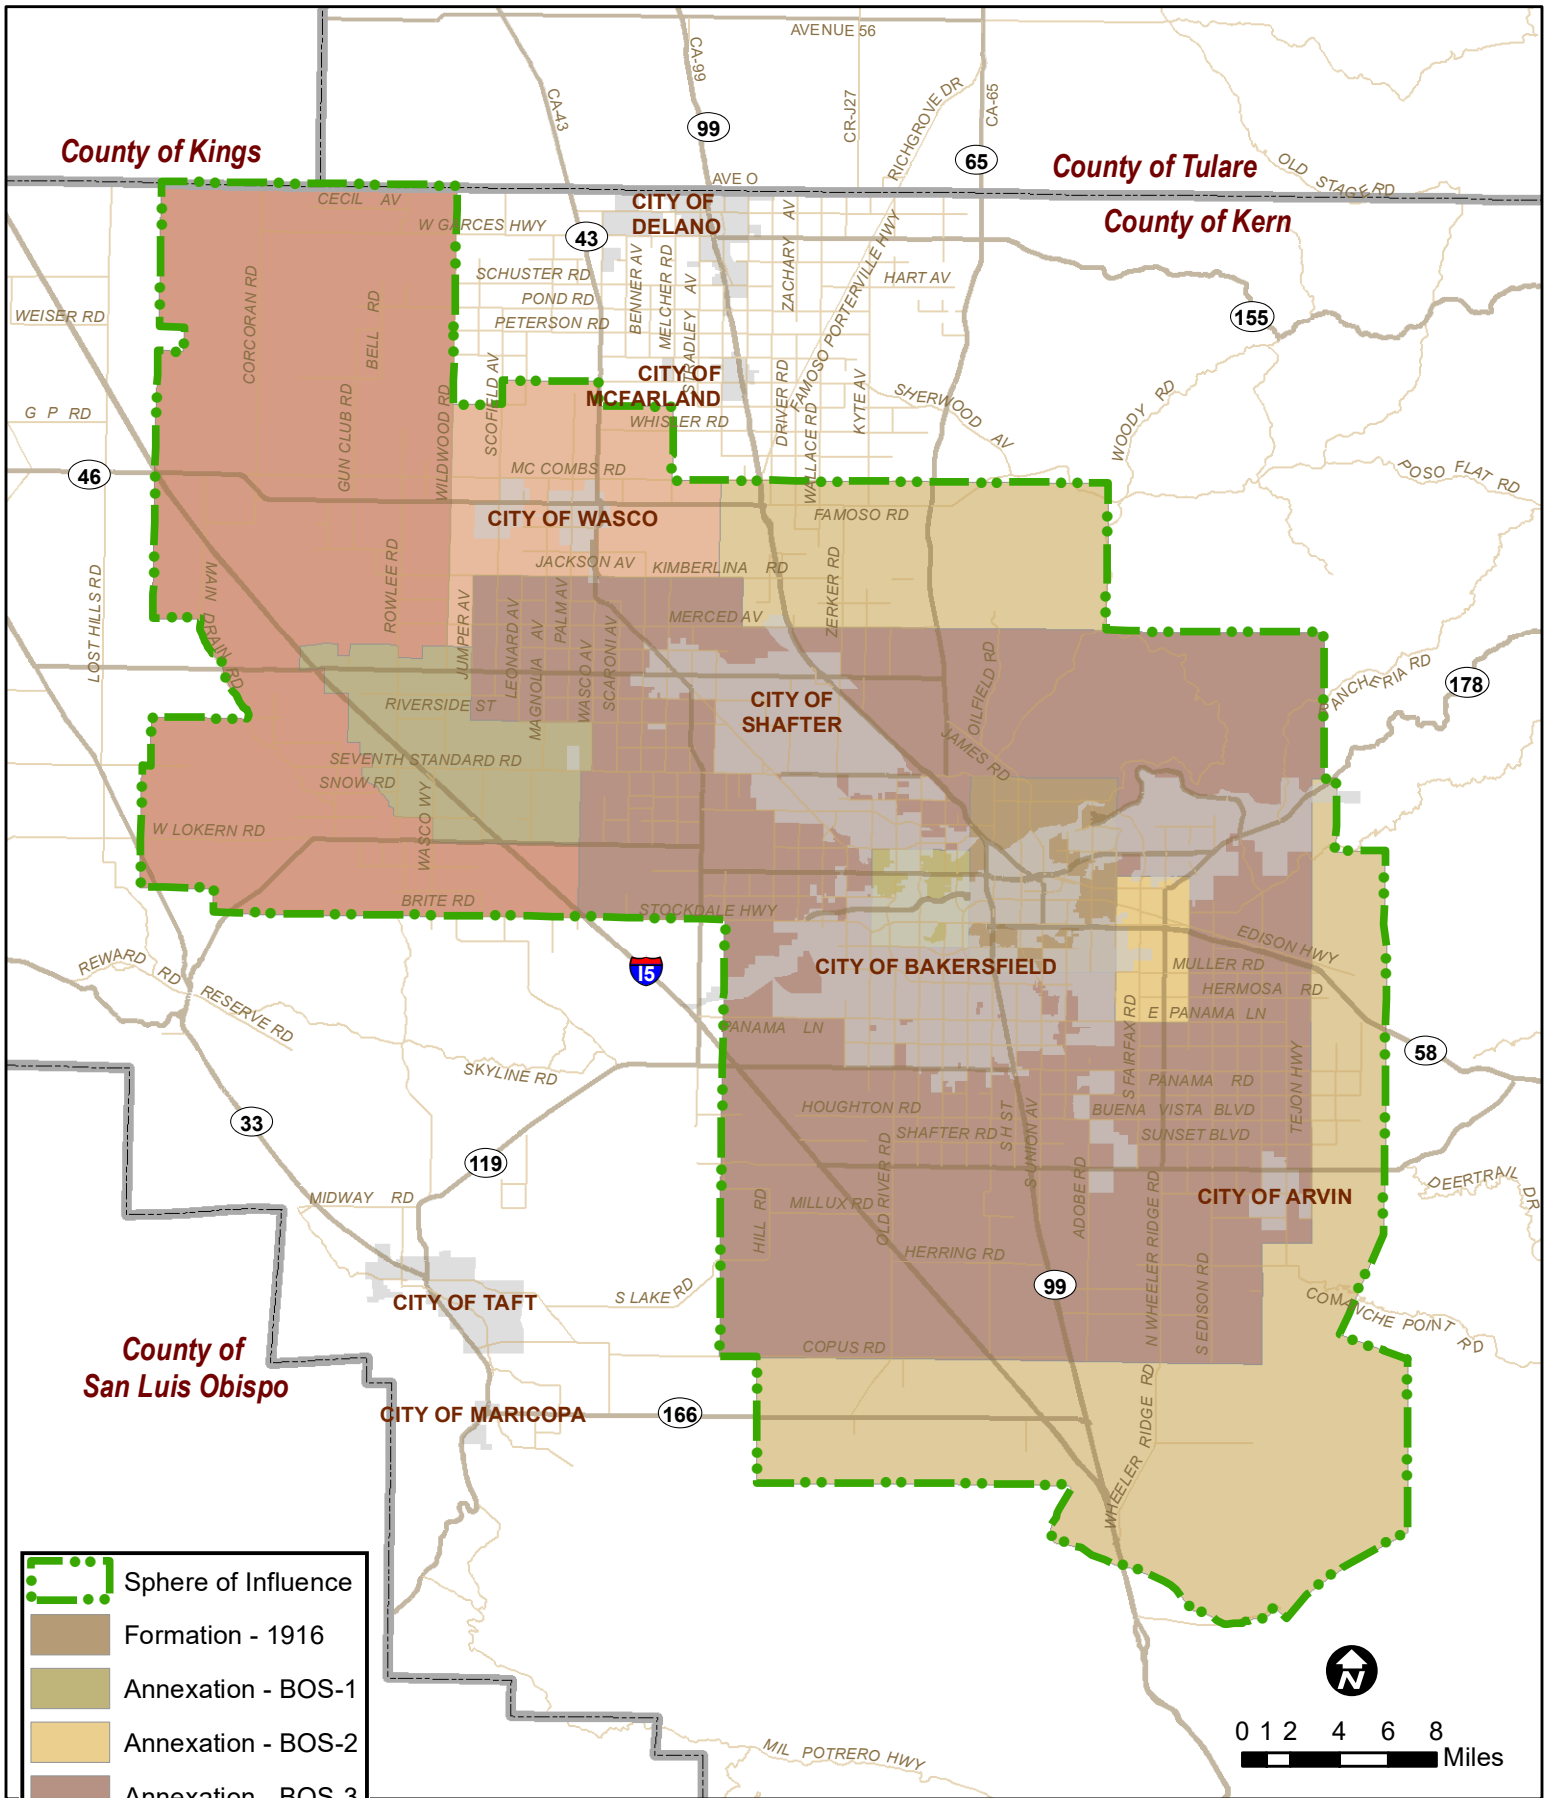 AVENUE 56
CA-99
CA-43
CR-J27
RICHGROVE DR
CA-65
99
65
County of Kings
County of Tulare
OLD STAGE RD
AVE O
CECIL AV
CITY OF
DELANO
County of Kern
W GARCES HWY
43
ZACHARY AV
FAMOSO PORTERVILLE HWY
SCHUSTER RD
BENNER AV
MELCHER RD
STRADLEY AV
HART AV
CORCORAN RD
BELL RD
POND RD
WEISER RD
PETERSON RD
155
SCOFIELD AV
CITY OF
MCFARLAND
DRIVER RD
WALLACE RD
KYTE AV
SHERWOOD AV
WOODY RD
G P RD
GUN CLUB RD
WILDWOOD RD
WHISLER RD
46
MC COMBS RD
POSO FLAT RD
CITY OF WASCO
FAMOSO RD
ROWLEE RD
JACKSON AV
KIMBERLINA RD
ZERKER RD
LOST HILLS RD
MAIN DRAIN RD
JUMPER AV
LEONARD AV
MAGNOLIA AV
PALM AV
WASCO AV
SCARONI AV
MERCED AV
OILFIELD RD
RANCHERIA RD
178
RIVERSIDE ST
CITY OF
SHAFTER
JAMES RD
SEVENTH STANDARD RD
SNOW RD
W LOKERN RD
WASCO WY
BRITE RD
STOCKDALE HWY
EDISON HWY
REWARD RD
I5
CITY OF BAKERSFIELD
MULLER RD
RESERVE RD
HERMOSA RD
PANAMA LN
S FAIRFAX RD
E PANAMA LN
58
SKYLINE RD
PANAMA RD
TEJON HWY
33
HOUGHTON RD
S H ST
S UNION AV
BUENA VISTA BLVD
SHAFTER RD
SUNSET BLVD
119
OLD RIVER RD
ADOBE RD
DEERTRAIL DR
MIDWAY RD
HILL RD
MILLUX RD
N WHEELER RIDGE RD
CITY OF ARVIN
HERRING RD
S EDISON RD
99
CITY OF TAFT
S LAKE RD
COMANCHE POINT RD
County of
San Luis Obispo
COPUS RD
CITY OF MARICOPA
166
WHEELER RIDGE RD
Sphere of Influence
Formation - 1916
Annexation - BOS-1
Annexation - BOS-2
Annexation - BOS-3
N
0 1 2 4 6 8
Miles
MIL POTRERO HWY